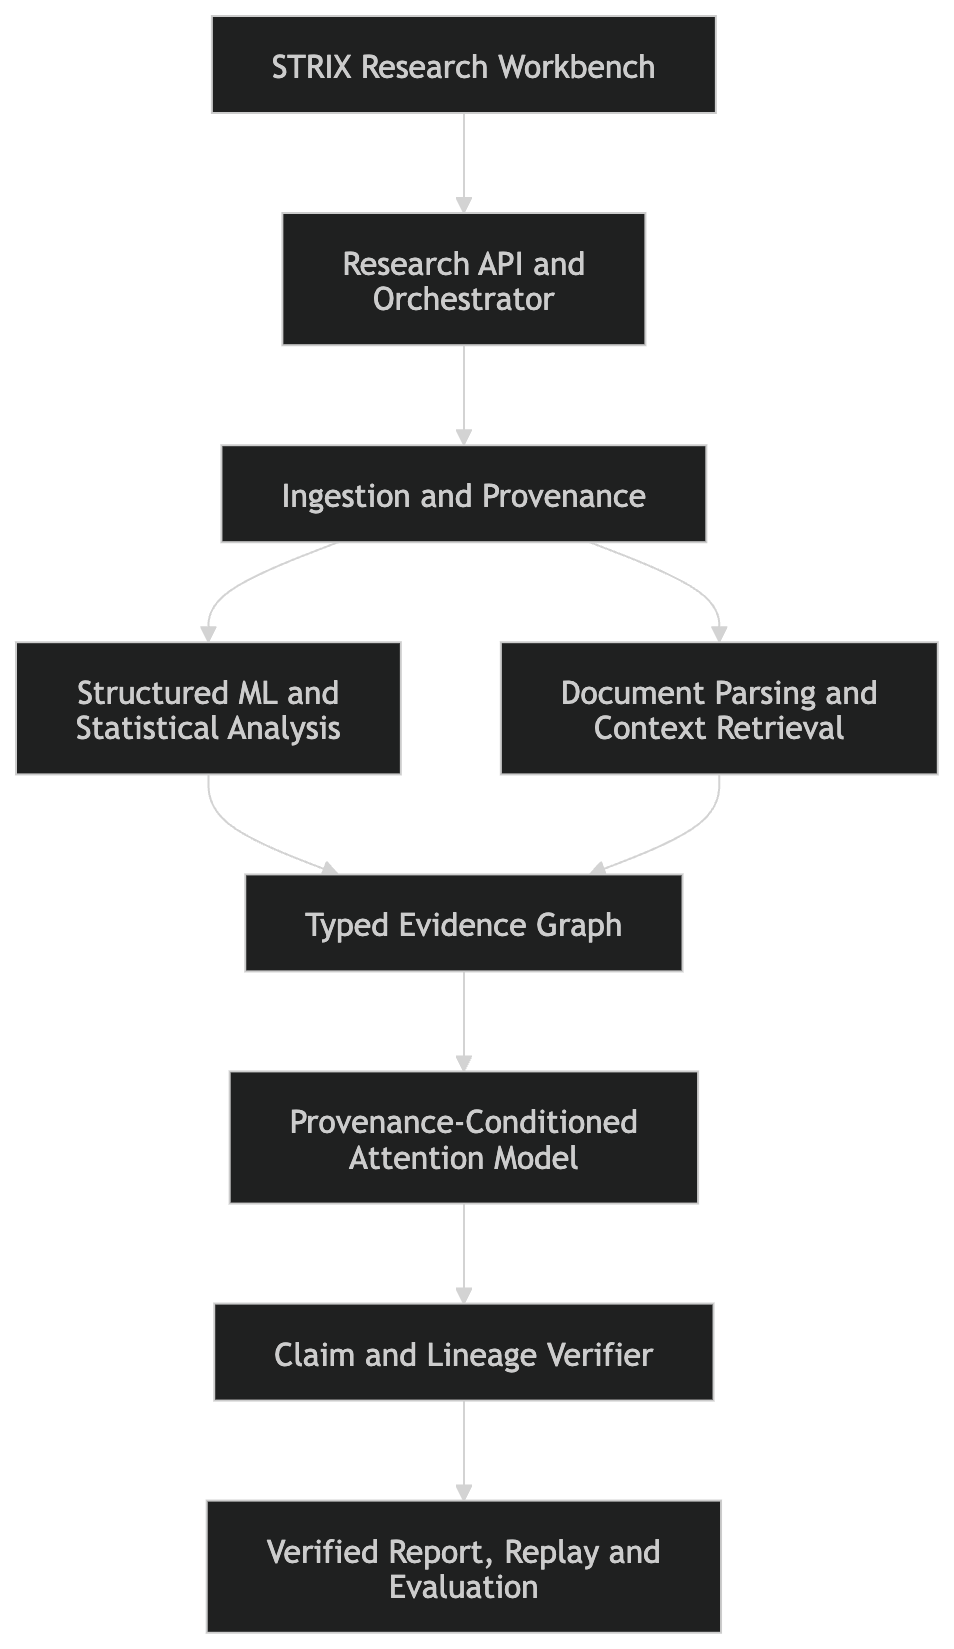 STRIX Research Workbench
Research API and
Orchestrator
Ingestion and Provenance
Structured ML and
Statistical Analysis
Document Parsing and
Context Retrieval
Typed Evidence Graph
Provenance-Conditioned
Attention Model
Claim and Lineage Verifier
Verified Report, Replay and
Evaluation